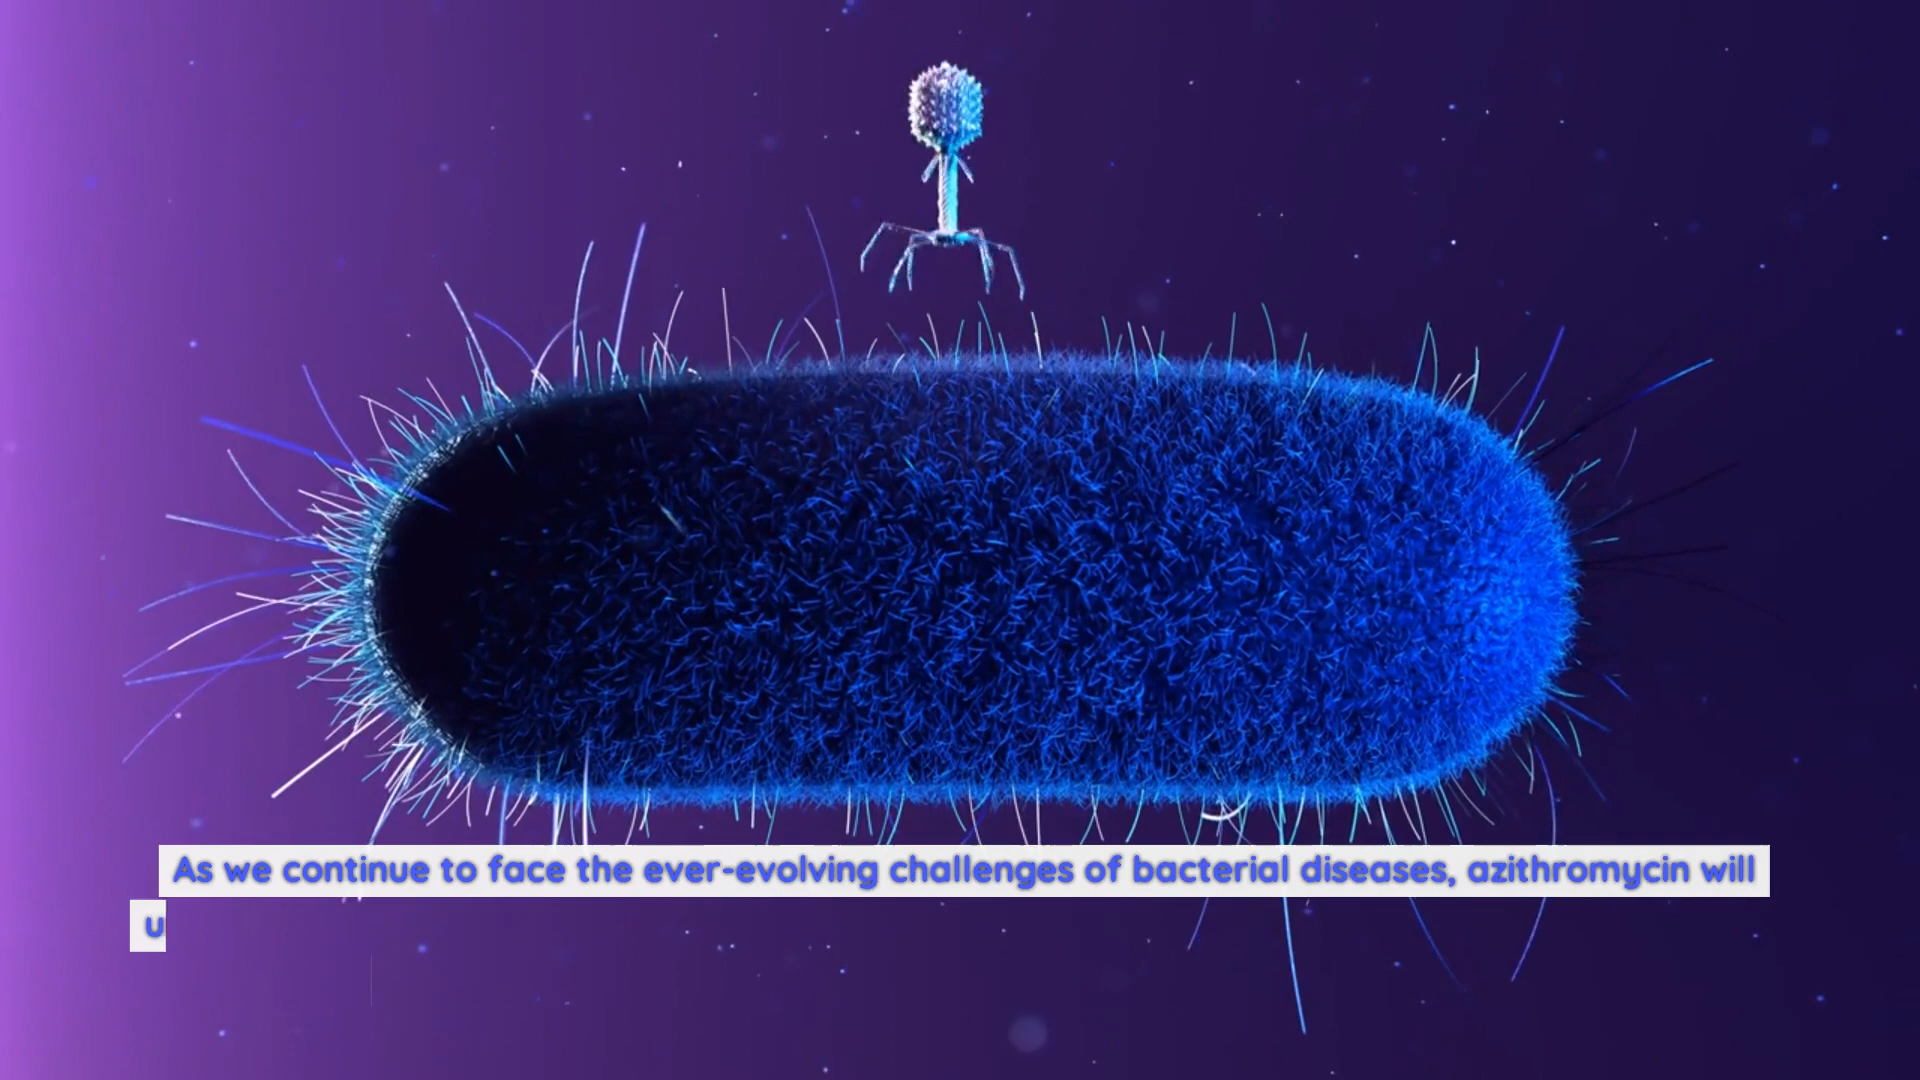 As we continue to face the ever-evolving challenges of bacterial diseases, azithromycin will
u